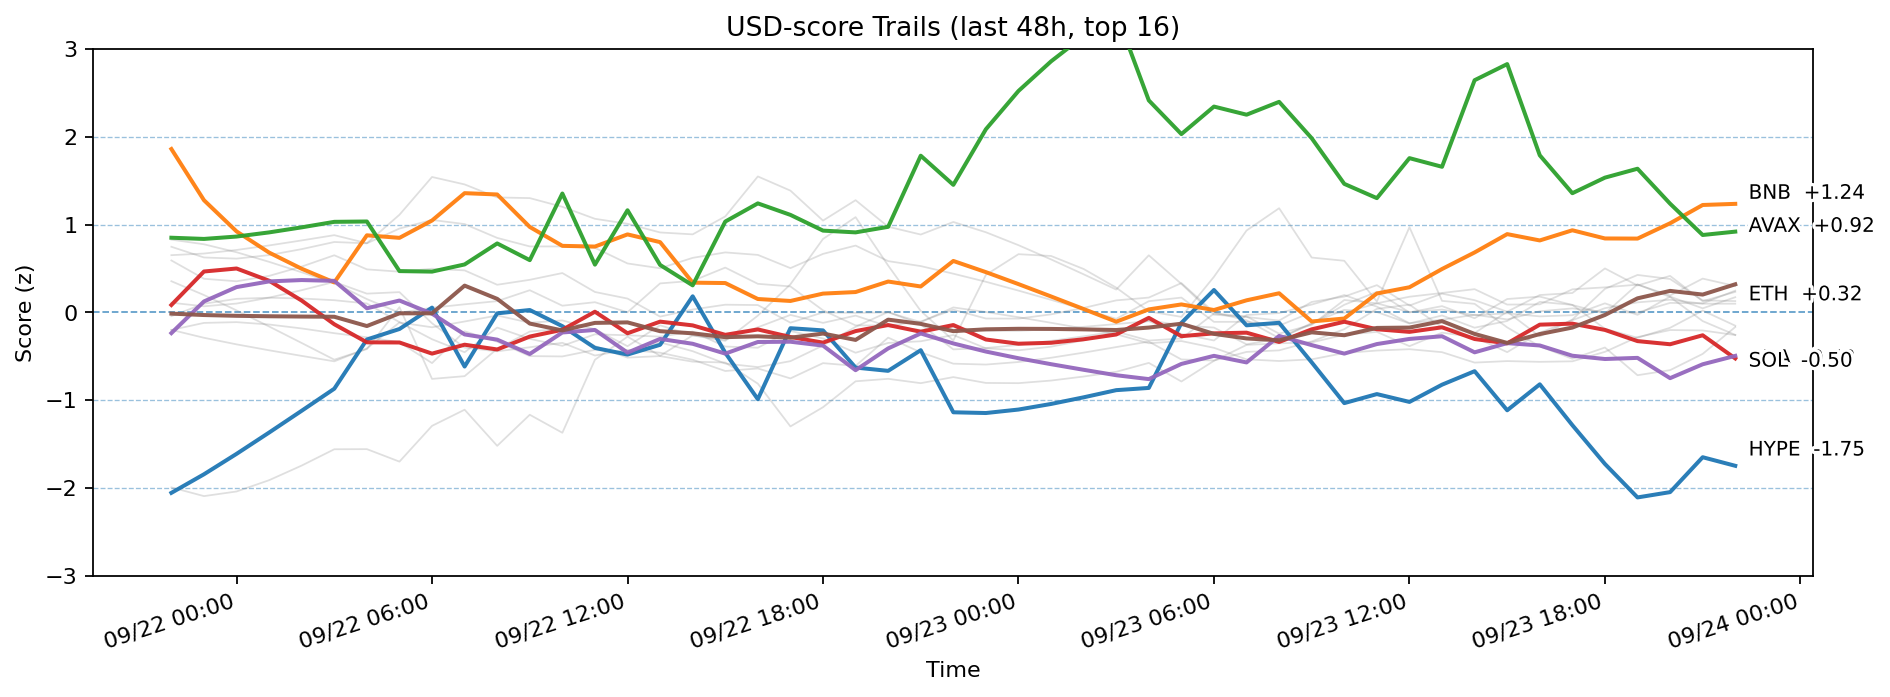 USD-score Trails (last 48h, top 16)
Score (z)
3
2
1
0
−1
−2
−3
BNB +1.24
AVAX +0.92
ETH +0.32
SOL -0.50
HYPE -1.75
09/22 00:00
09/22 06:00
09/22 12:00
09/22 18:00
09/23 00:00
09/23 06:00
09/23 12:00
09/23 18:00
09/24 00:00
Time